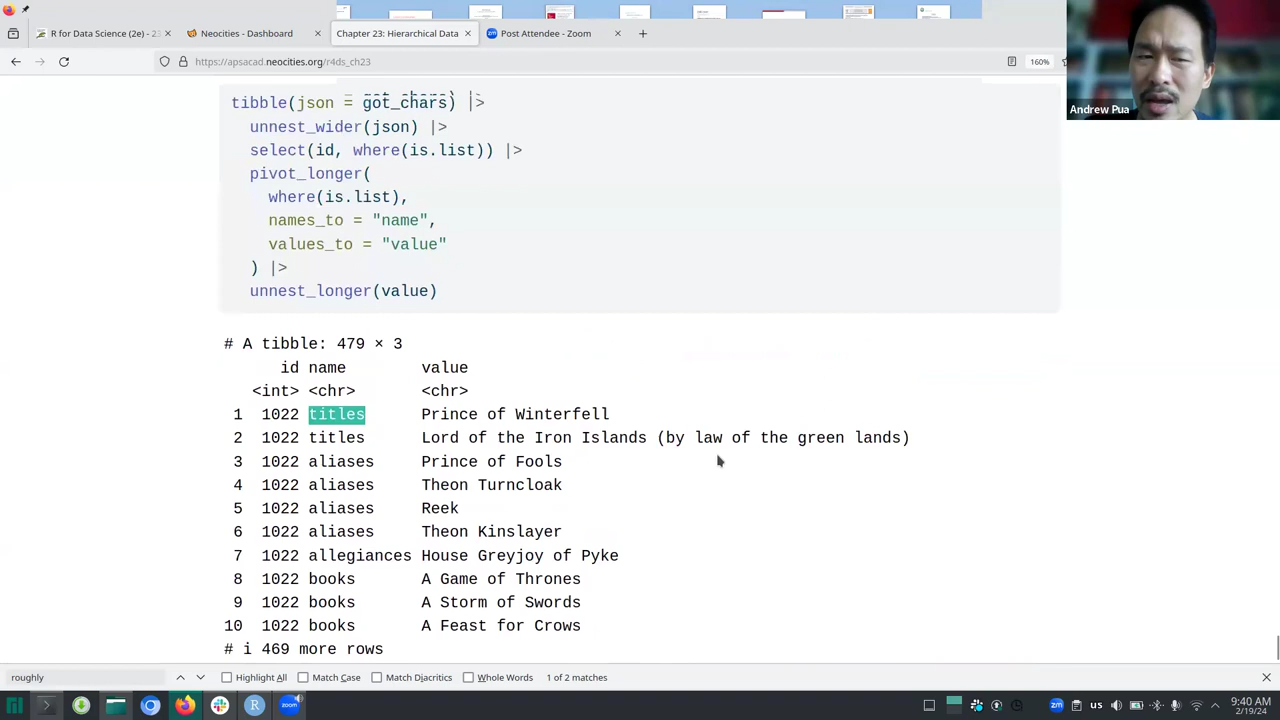 R for Data Science (2e) - 23
Neocities - Dashboard
Chapter 23: Hierarchical Data
Post Attendee - Zoom
https://apsacad.neocities.org/r4ds_ch23
160%
Andrew Pua
tibble(json = got_chars) |>
unnest_wider(json) |>
select(id, where(is.list)) |>
pivot_longer(
where(is.list),
names_to = "name",
values_to = "value"
) |>
unnest_longer(value)
# A tibble: 479 × 3
id name value
<int> <chr> <chr>
1 1022 titles Prince of Winterfell
2 1022 titles Lord of the Iron Islands (by law of the green lands)
3 1022 aliases Prince of Fools
4 1022 aliases Theon Turncloak
5 1022 aliases Reek
6 1022 aliases Theon Kinslayer
7 1022 allegiances House Greyjoy of Pyke
8 1022 books A Game of Thrones
9 1022 books A Storm of Swords
10 1022 books A Feast for Crows
# i 469 more rows
roughly
Highlight All
Match Case
Match Diacritics
Whole Words
1 of 2 matches
zm us 9:40 AM
2/19/24